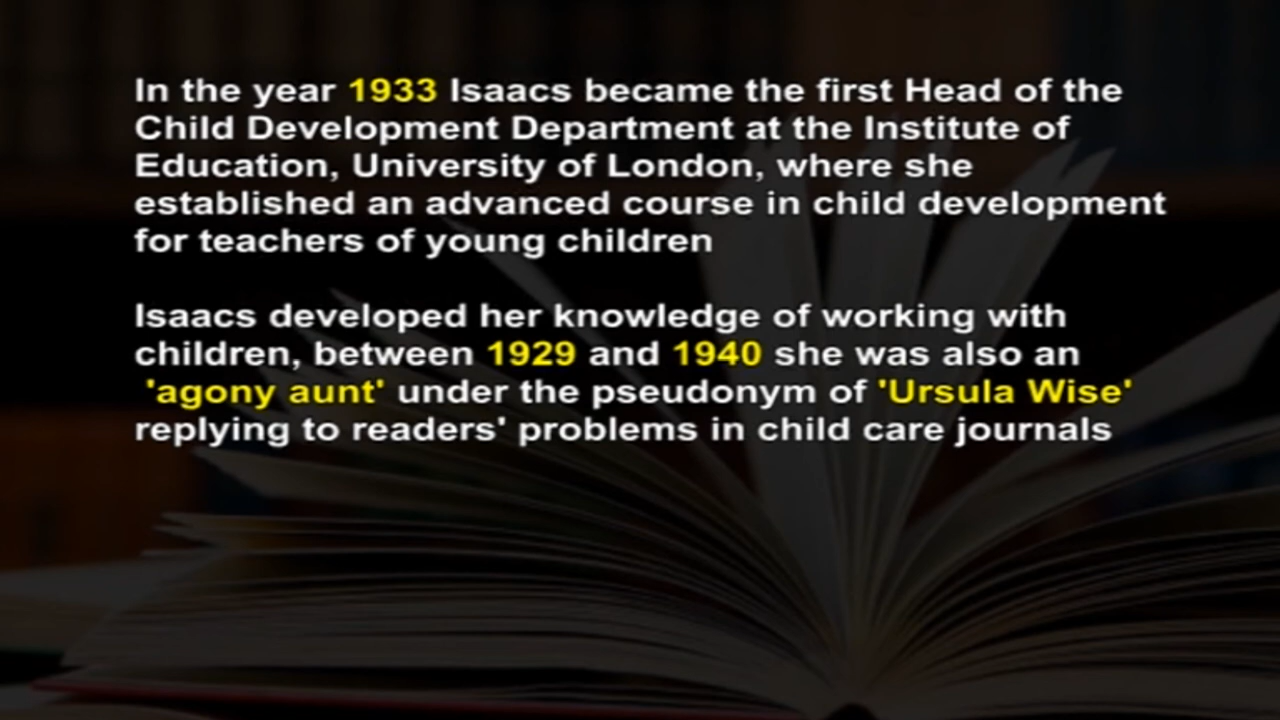 In the year 1933 Isaacs became the first Head of the
Child Development Department at the Institute of
Education, University of London, where she
established an advanced course in child development
for teachers of young children
Isaacs developed her knowledge of working with
children, between 1929 and 1940 she was also an
'agony aunt' under the pseudonym of 'Ursula Wise'
replying to readers' problems in child care journals